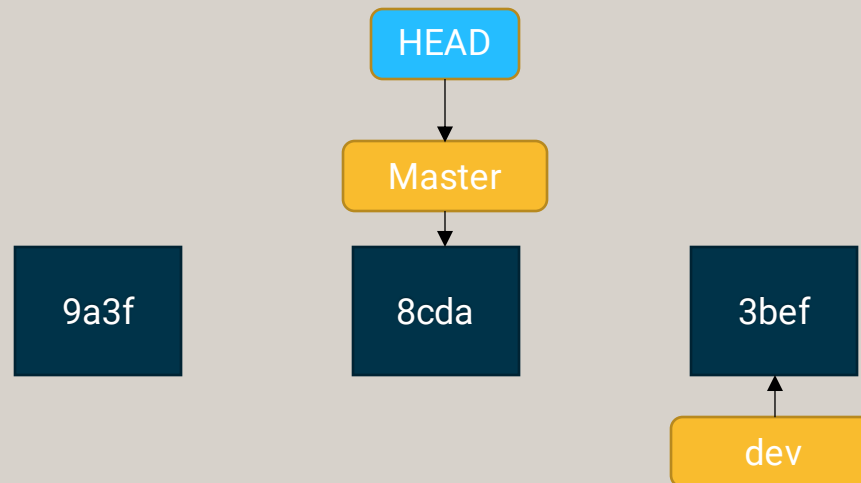 HEAD
Master
9a3f
8cda
3bef
dev